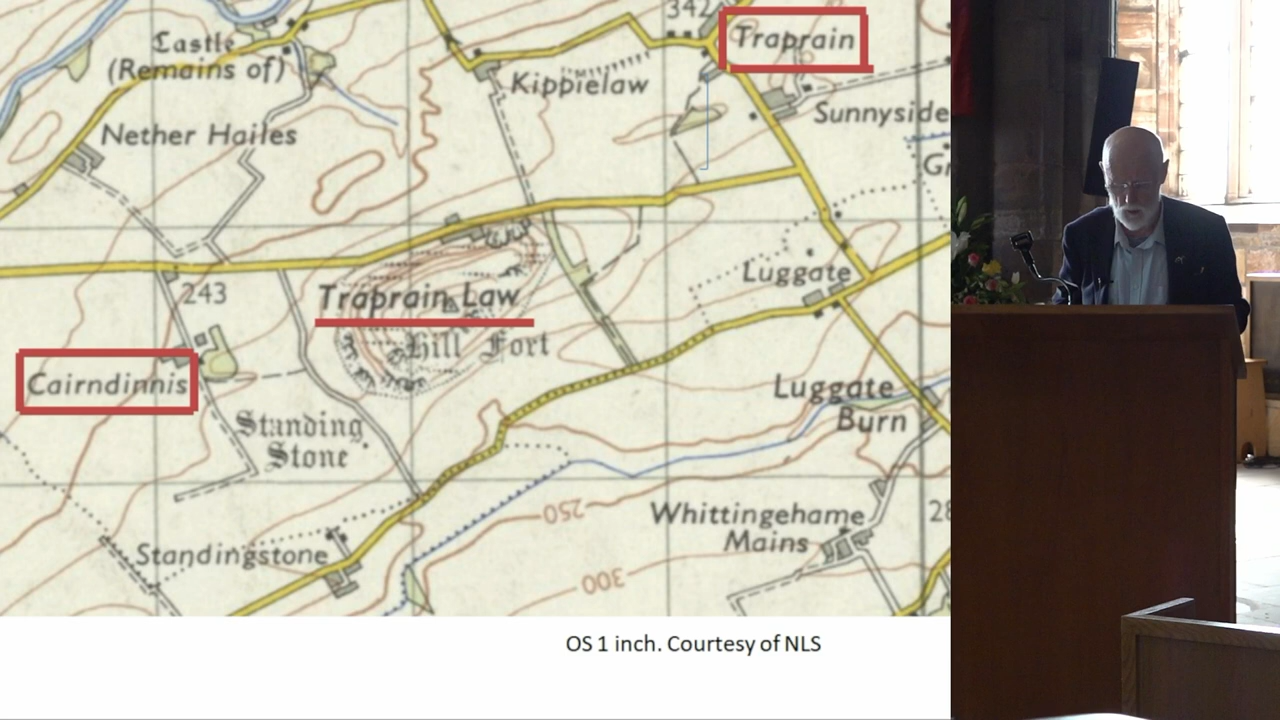 342
Traprain
Castle
(Remains of)
Kippielaw
Sunnyside
Nether Hailes
Luggate
243
Traprain Law
Hill Fort
Cairndinnis
Luggate
Burn
Standing
Stone
250
Whittingehame
Mains
28
Standingstone
300
OS 1 inch. Courtesy of NLS